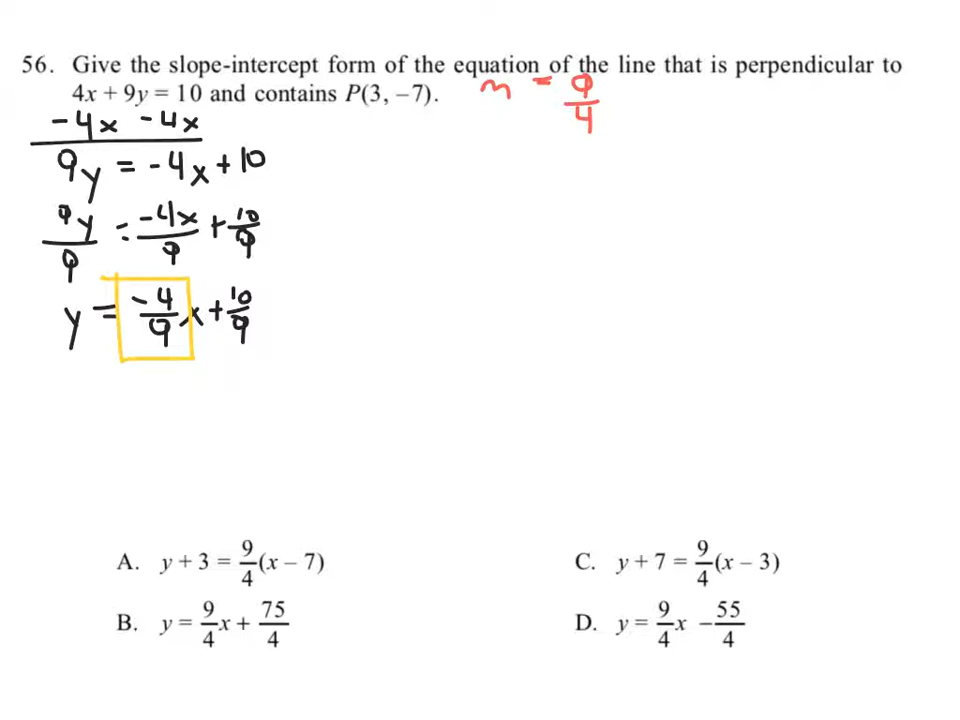 56. Give the slope-intercept form of the equation of the line that is perpendicular to
4x + 9y = 10 and contains P(3, –7).
m = 9/4
-4x -4x
9y = -4x + 10
9y/9 = -4x/9 + 10/9
y = -4/9 x + 10/9
A. y + 3 = 9/4(x – 7)
C. y + 7 = 9/4(x – 3)
B. y = 9/4x + 75/4
D. y = 9/4x – 55/4